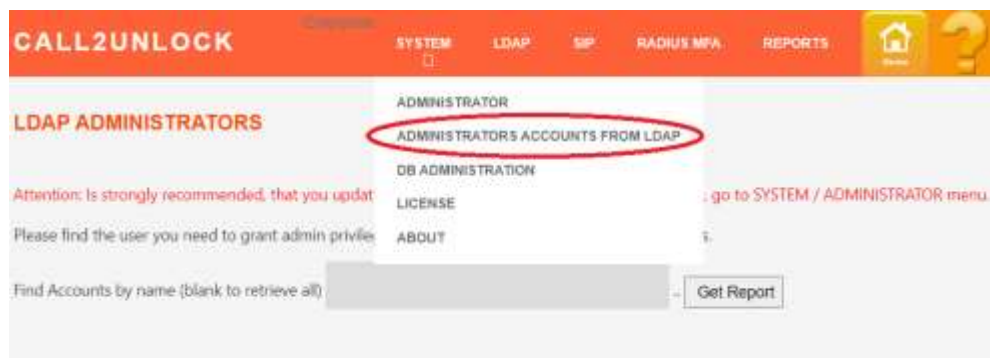 CALL2UNLOCK
SYSTEM LDAP SIP RADIUS MFA REPORTS
Home
LDAP ADMINISTRATORS
ADMINISTRATOR
ADMINISTRATORS ACCOUNTS FROM LDAP
DB ADMINISTRATION
LICENSE
ABOUT
Attention: Is strongly recommended, that you updat
, go to SYSTEM / ADMINISTRATOR menu.
Please find the user you need to grant admin privile
s.
Find Accounts by name (blank to retrieve all) .. Get Report